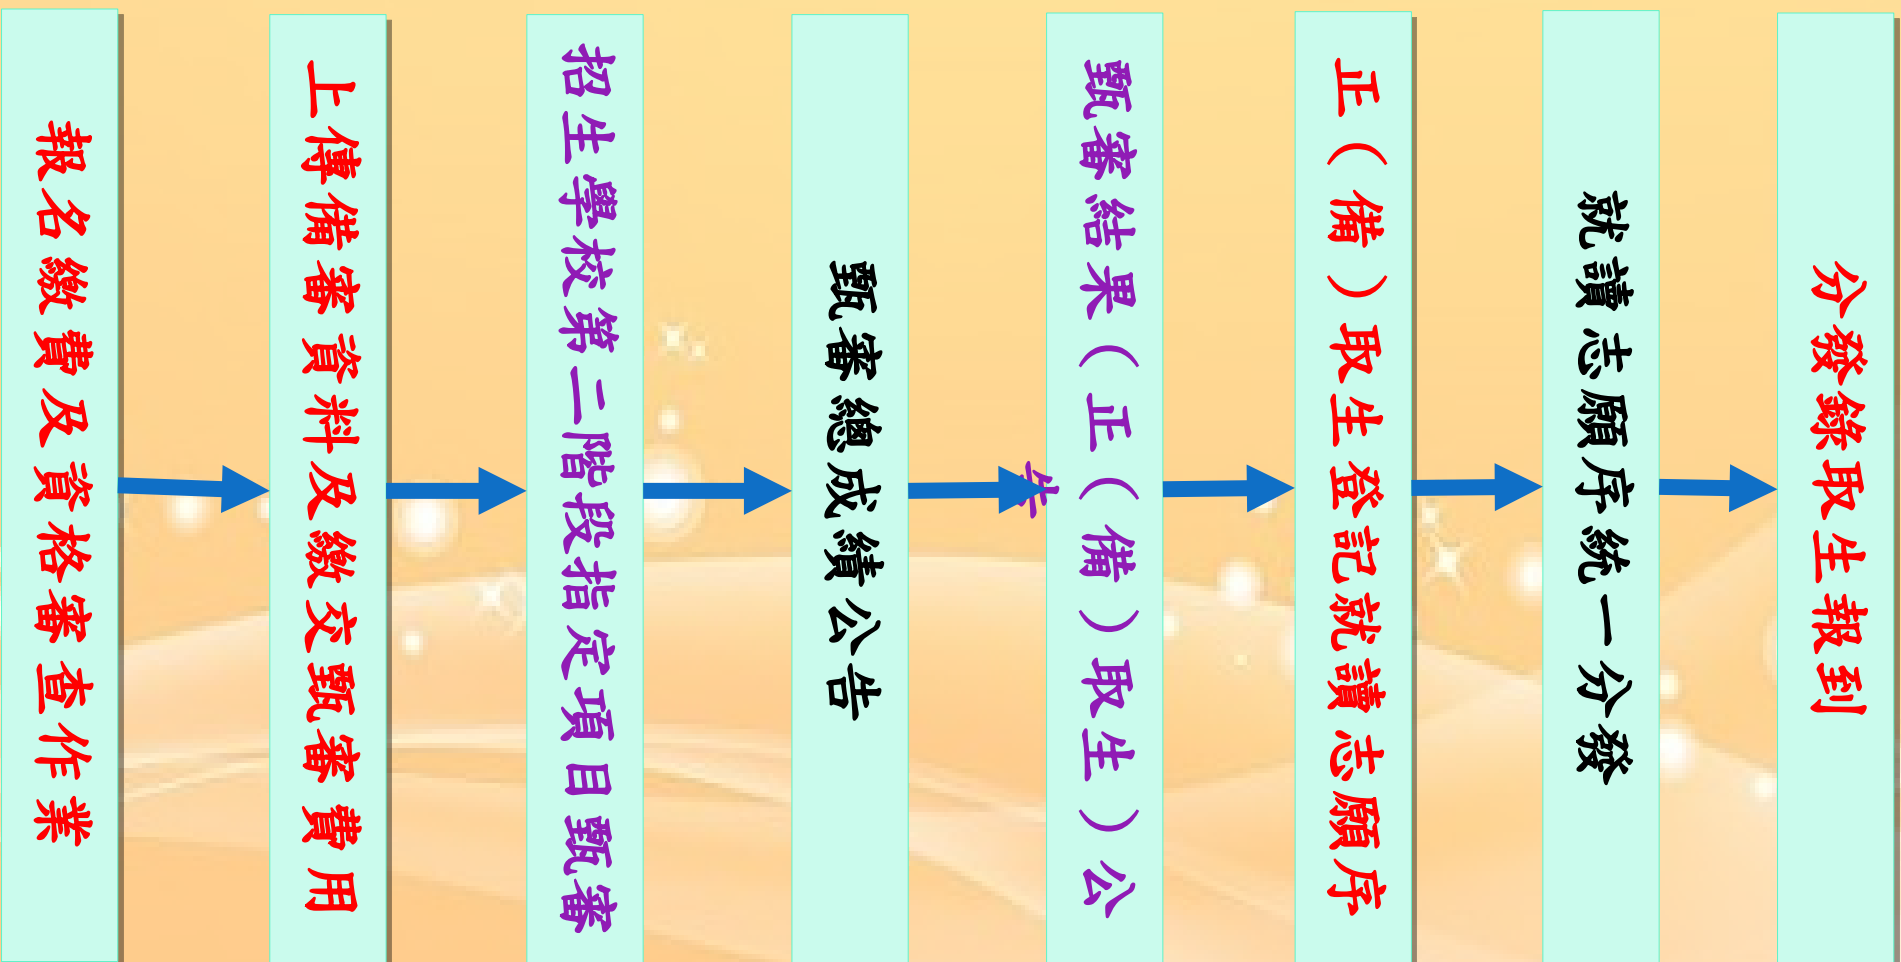 報名繳費及資格審查作業
上傳備審資料及繳交甄審費用
招生學校第二階段指定項目甄審
甄審總成績公告
甄審結果（正（備）取生）公
告
正（備）取生登記就讀志願序
就讀志願序統一分發
分發錄取生報到